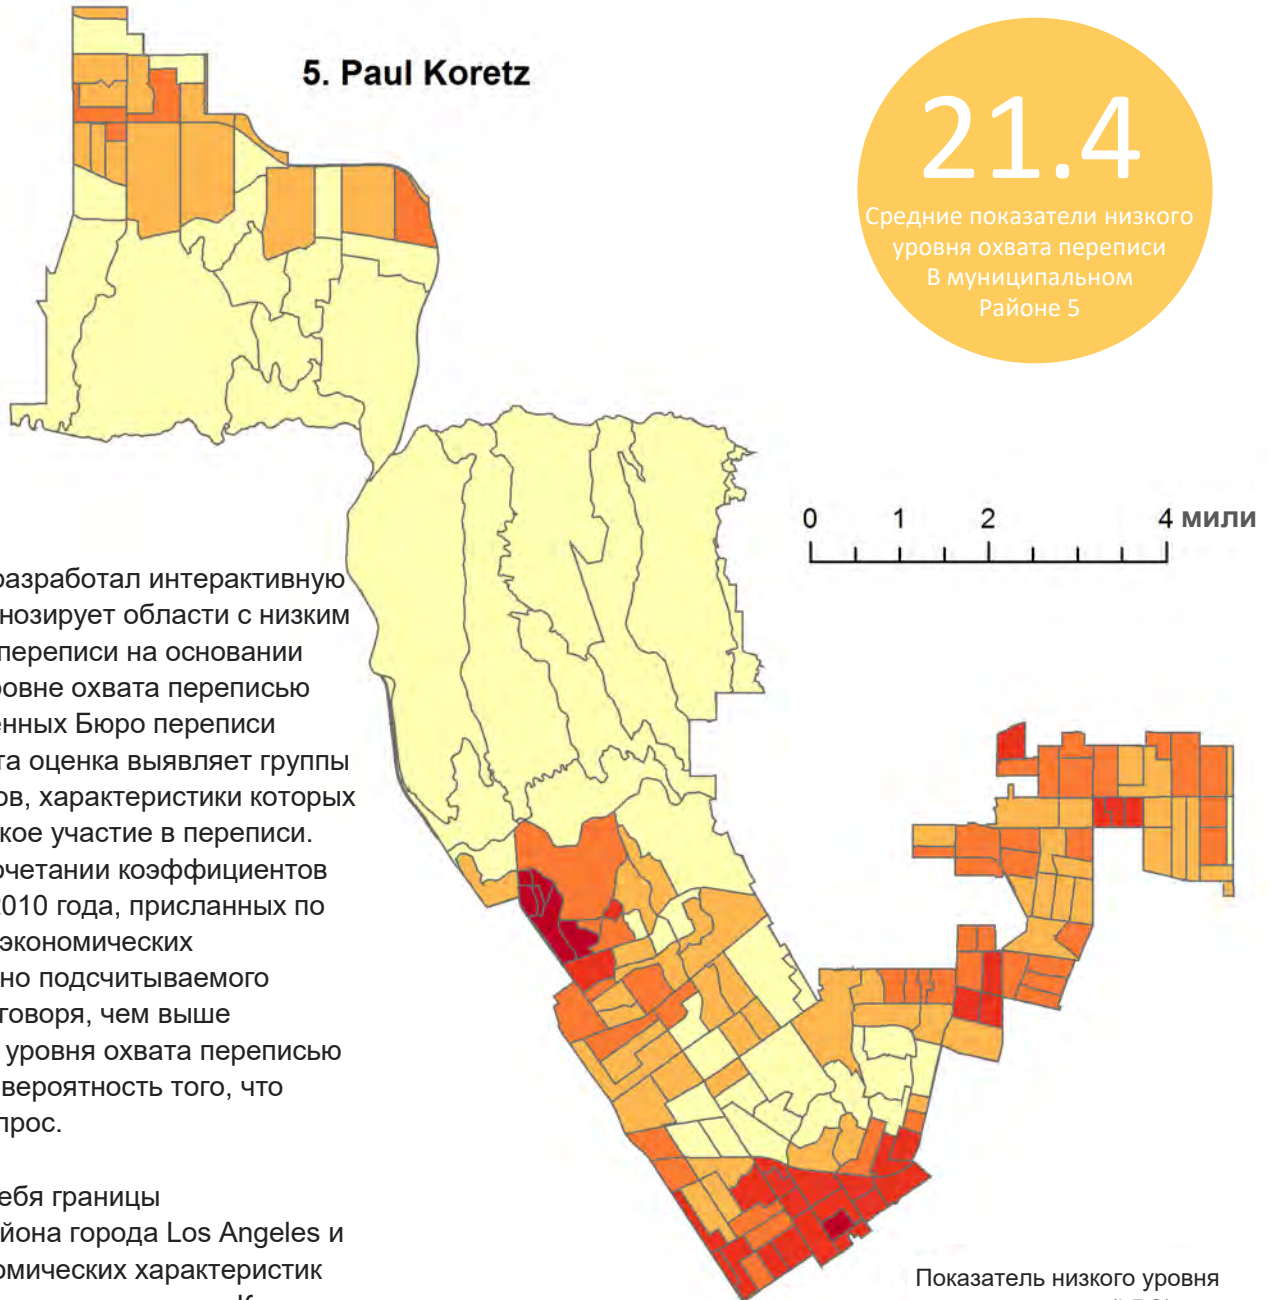 5. Paul Koretz
21.4
Средние показатели низкого
уровня охвата переписи
В муниципальном
Районе 5
0 1 2 4 мили
разработал интерактивную
нозирует области с низким
переписи на основании
ровне охвата переписью
енных Бюро переписи
та оценка выявляет группы
ов, характеристики которых
кое участие в переписи.
очетании коэффициентов
2010 года, присланных по
экономических
но подсчитываемого
говоря, чем выше
уровня охвата переписью
вероятность того, что
прос.
ебя границы
йона города Los Angeles и
омических характеристик
Показатель низкого уровня